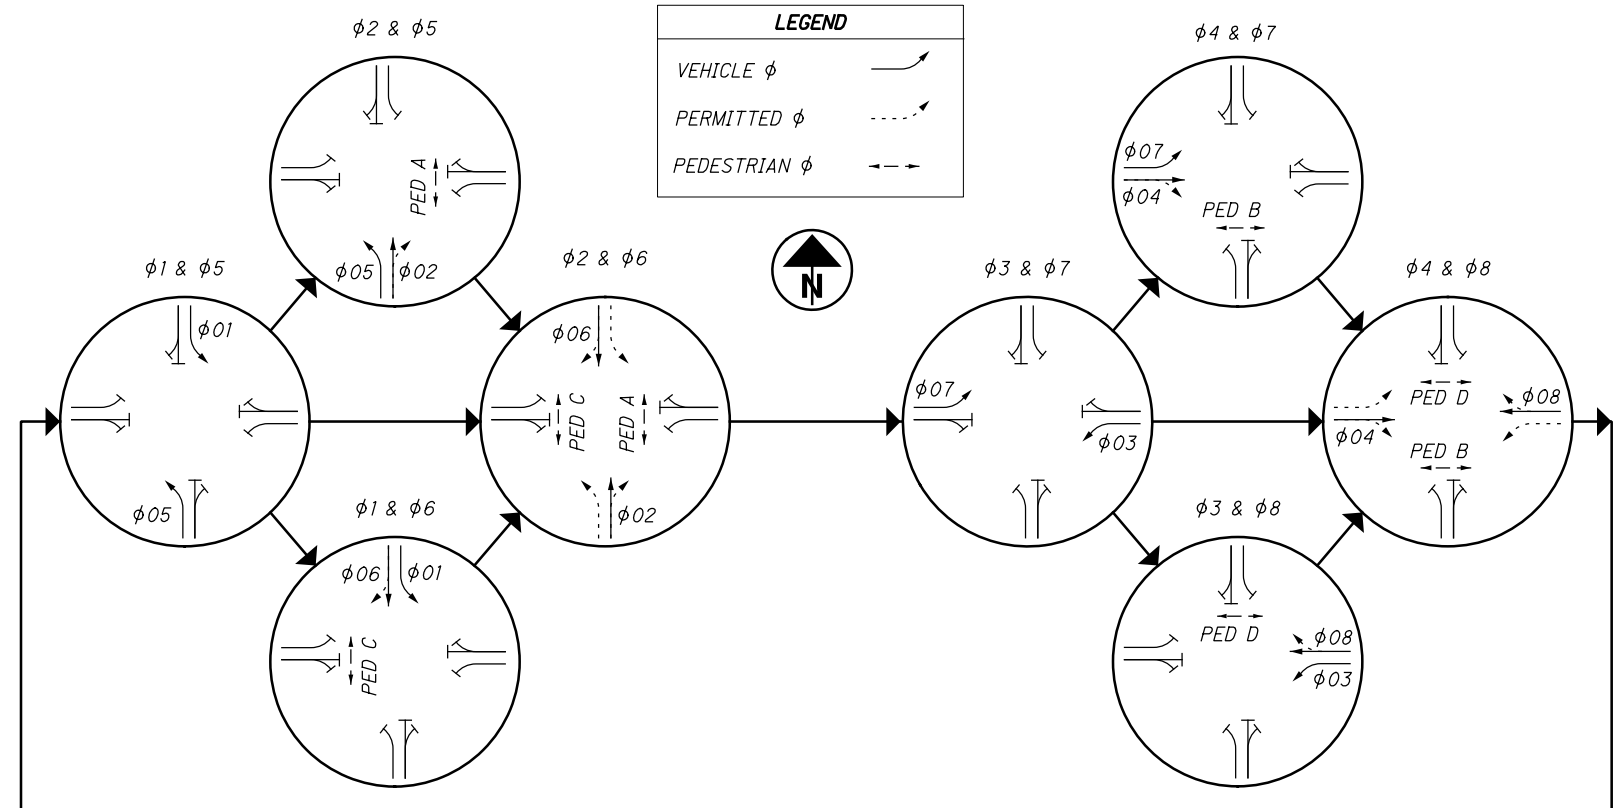 LEGEND
VEHICLE ϕ
PERMITTED ϕ
PEDESTRIAN ϕ
N
ϕ2 & ϕ5
PED A
ϕ05
ϕ02
ϕ1 & ϕ5
ϕ01
ϕ05
ϕ2 & ϕ6
ϕ06
PED C
PED A
ϕ02
ϕ1 & ϕ6
ϕ06
ϕ01
PED C
ϕ4 & ϕ7
ϕ07
ϕ04
PED B
ϕ3 & ϕ7
ϕ07
ϕ03
ϕ4 & ϕ8
PED D
ϕ08
ϕ04
PED B
ϕ3 & ϕ8
PED D
ϕ08
ϕ03